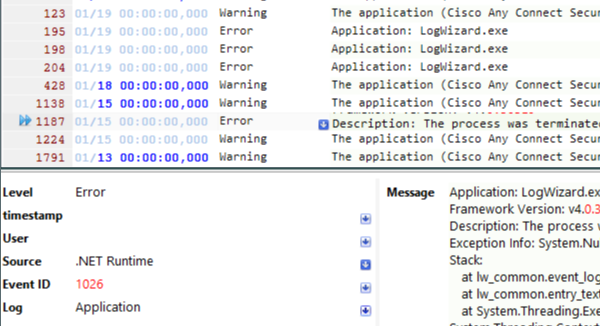 123 01/19 00:00:00,000 Warning The application (Cisco Any Connect Secu
195 01/19 00:00:00,000 Error Application: LogWizard.exe
198 01/19 00:00:00,000 Error Application: LogWizard.exe
204 01/19 00:00:00,000 Error Application: LogWizard.exe
428 01/18 00:00:00,000 Warning The application (Cisco Any Connect Secu
1138 01/15 00:00:00,000 Warning The application (Cisco Any Connect Secu
1187 01/15 00:00:00,000 Error Description: The process was terminate
1224 01/15 00:00:00,000 Warning The application (Cisco Any Connect Secu
1791 01/13 00:00:00,000 Warning The application (Cisco Any Connect Secu
Level Error
timestamp
User
Source .NET Runtime
Event ID 1026
Log Application
Message Application: LogWizard.ex
Framework Version: v4.0.3
Description: The process w
Exception Info: System.Nu
Stack:
at lw_common.event_log
at lw_common.entry_tex
at System.Threading.Exe